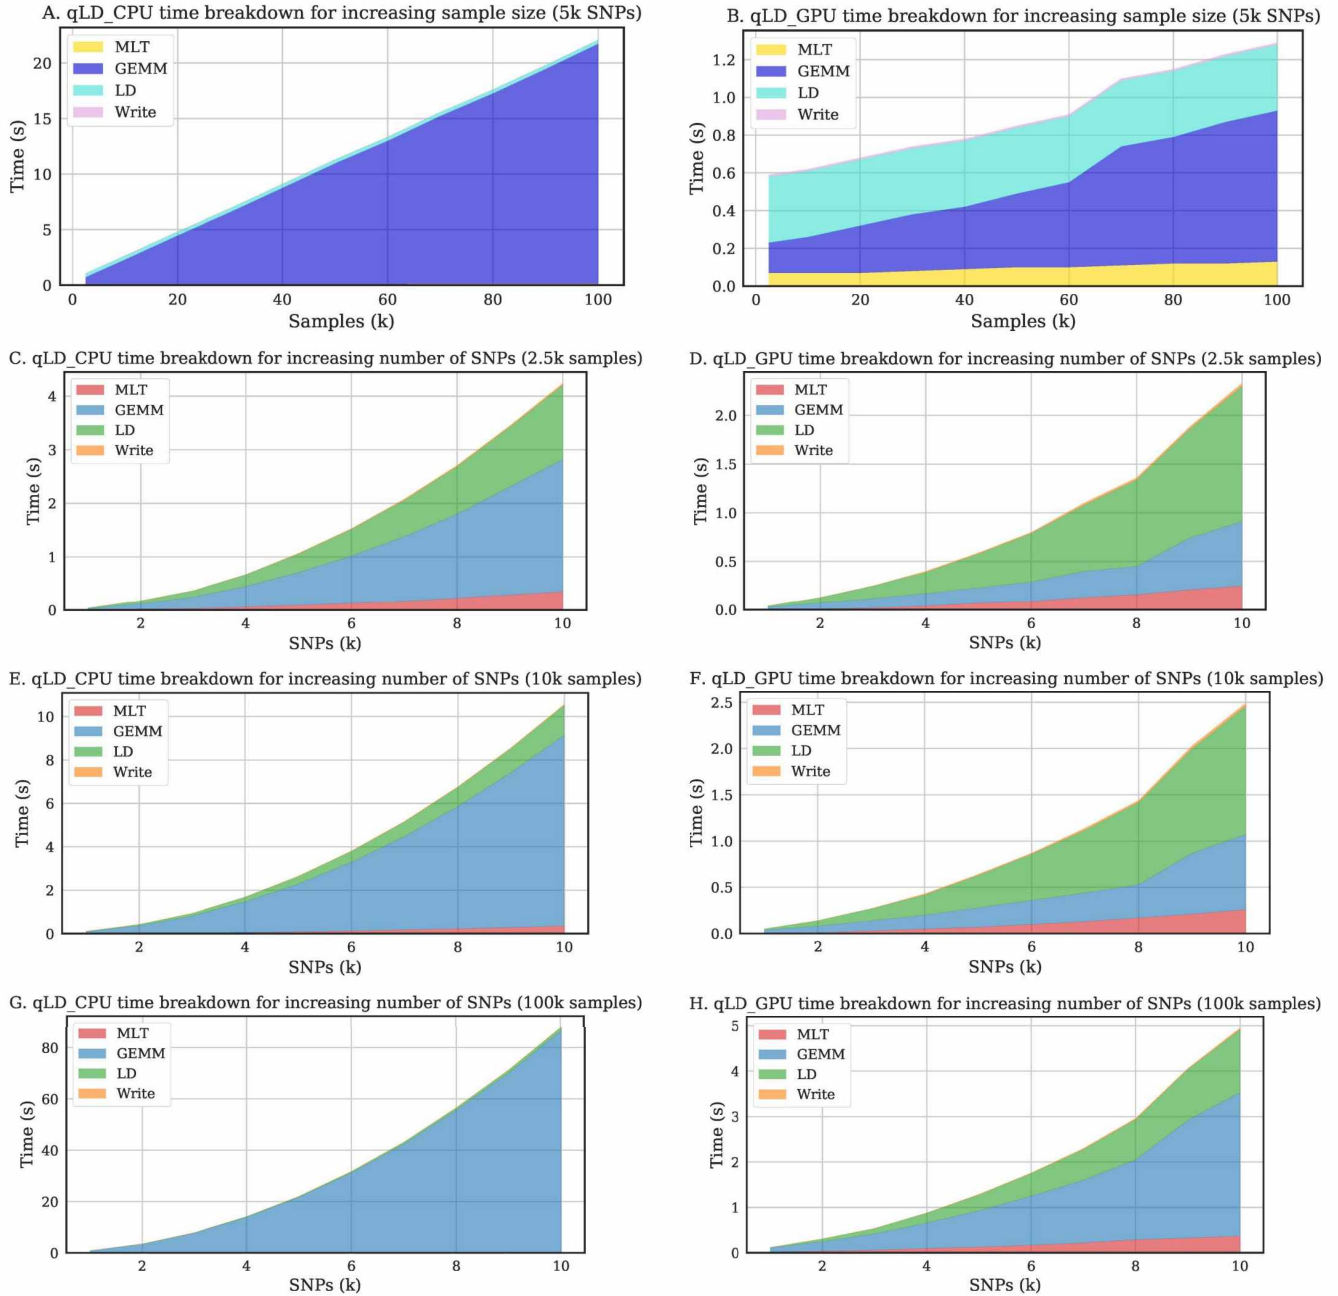 A. qLD_CPU time breakdown for increasing sample size (5k SNPs)
MLT
GEMM
LD
Write
Time (s)
20
15
10
5
0
0 20 40 60 80 100
Samples (k)
B. qLD_GPU time breakdown for increasing sample size (5k SNPs)
MLT
GEMM
LD
Write
Time (s)
1.2
1.0
0.8
0.6
0.4
0.2
0.0
0 20 40 60 80 100
Samples (k)
C. qLD_CPU time breakdown for increasing number of SNPs (2.5k samples)
MLT
GEMM
LD
Write
Time (s)
4
3
2
1
0
2 4 6 8 10
SNPs (k)
D. qLD_GPU time breakdown for increasing number of SNPs (2.5k samples)
MLT
GEMM
LD
Write
Time (s)
2.0
1.5
1.0
0.5
0.0
2 4 6 8 10
SNPs (k)
E. qLD_CPU time breakdown for increasing number of SNPs (10k samples)
MLT
GEMM
LD
Write
Time (s)
10
8
6
4
2
0
2 4 6 8 10
SNPs (k)
F. qLD_GPU time breakdown for increasing number of SNPs (10k samples)
MLT
GEMM
LD
Write
Time (s)
2.5
2.0
1.5
1.0
0.5
0.0
2 4 6 8 10
SNPs (k)
G. qLD_CPU time breakdown for increasing number of SNPs (100k samples)
MLT
GEMM
LD
Write
Time (s)
80
60
40
20
0
2 4 6 8 10
SNPs (k)
H. qLD_GPU time breakdown for increasing number of SNPs (100k samples)
MLT
GEMM
LD
Write
Time (s)
5
4
3
2
1
0
2 4 6 8 10
SNPs (k)